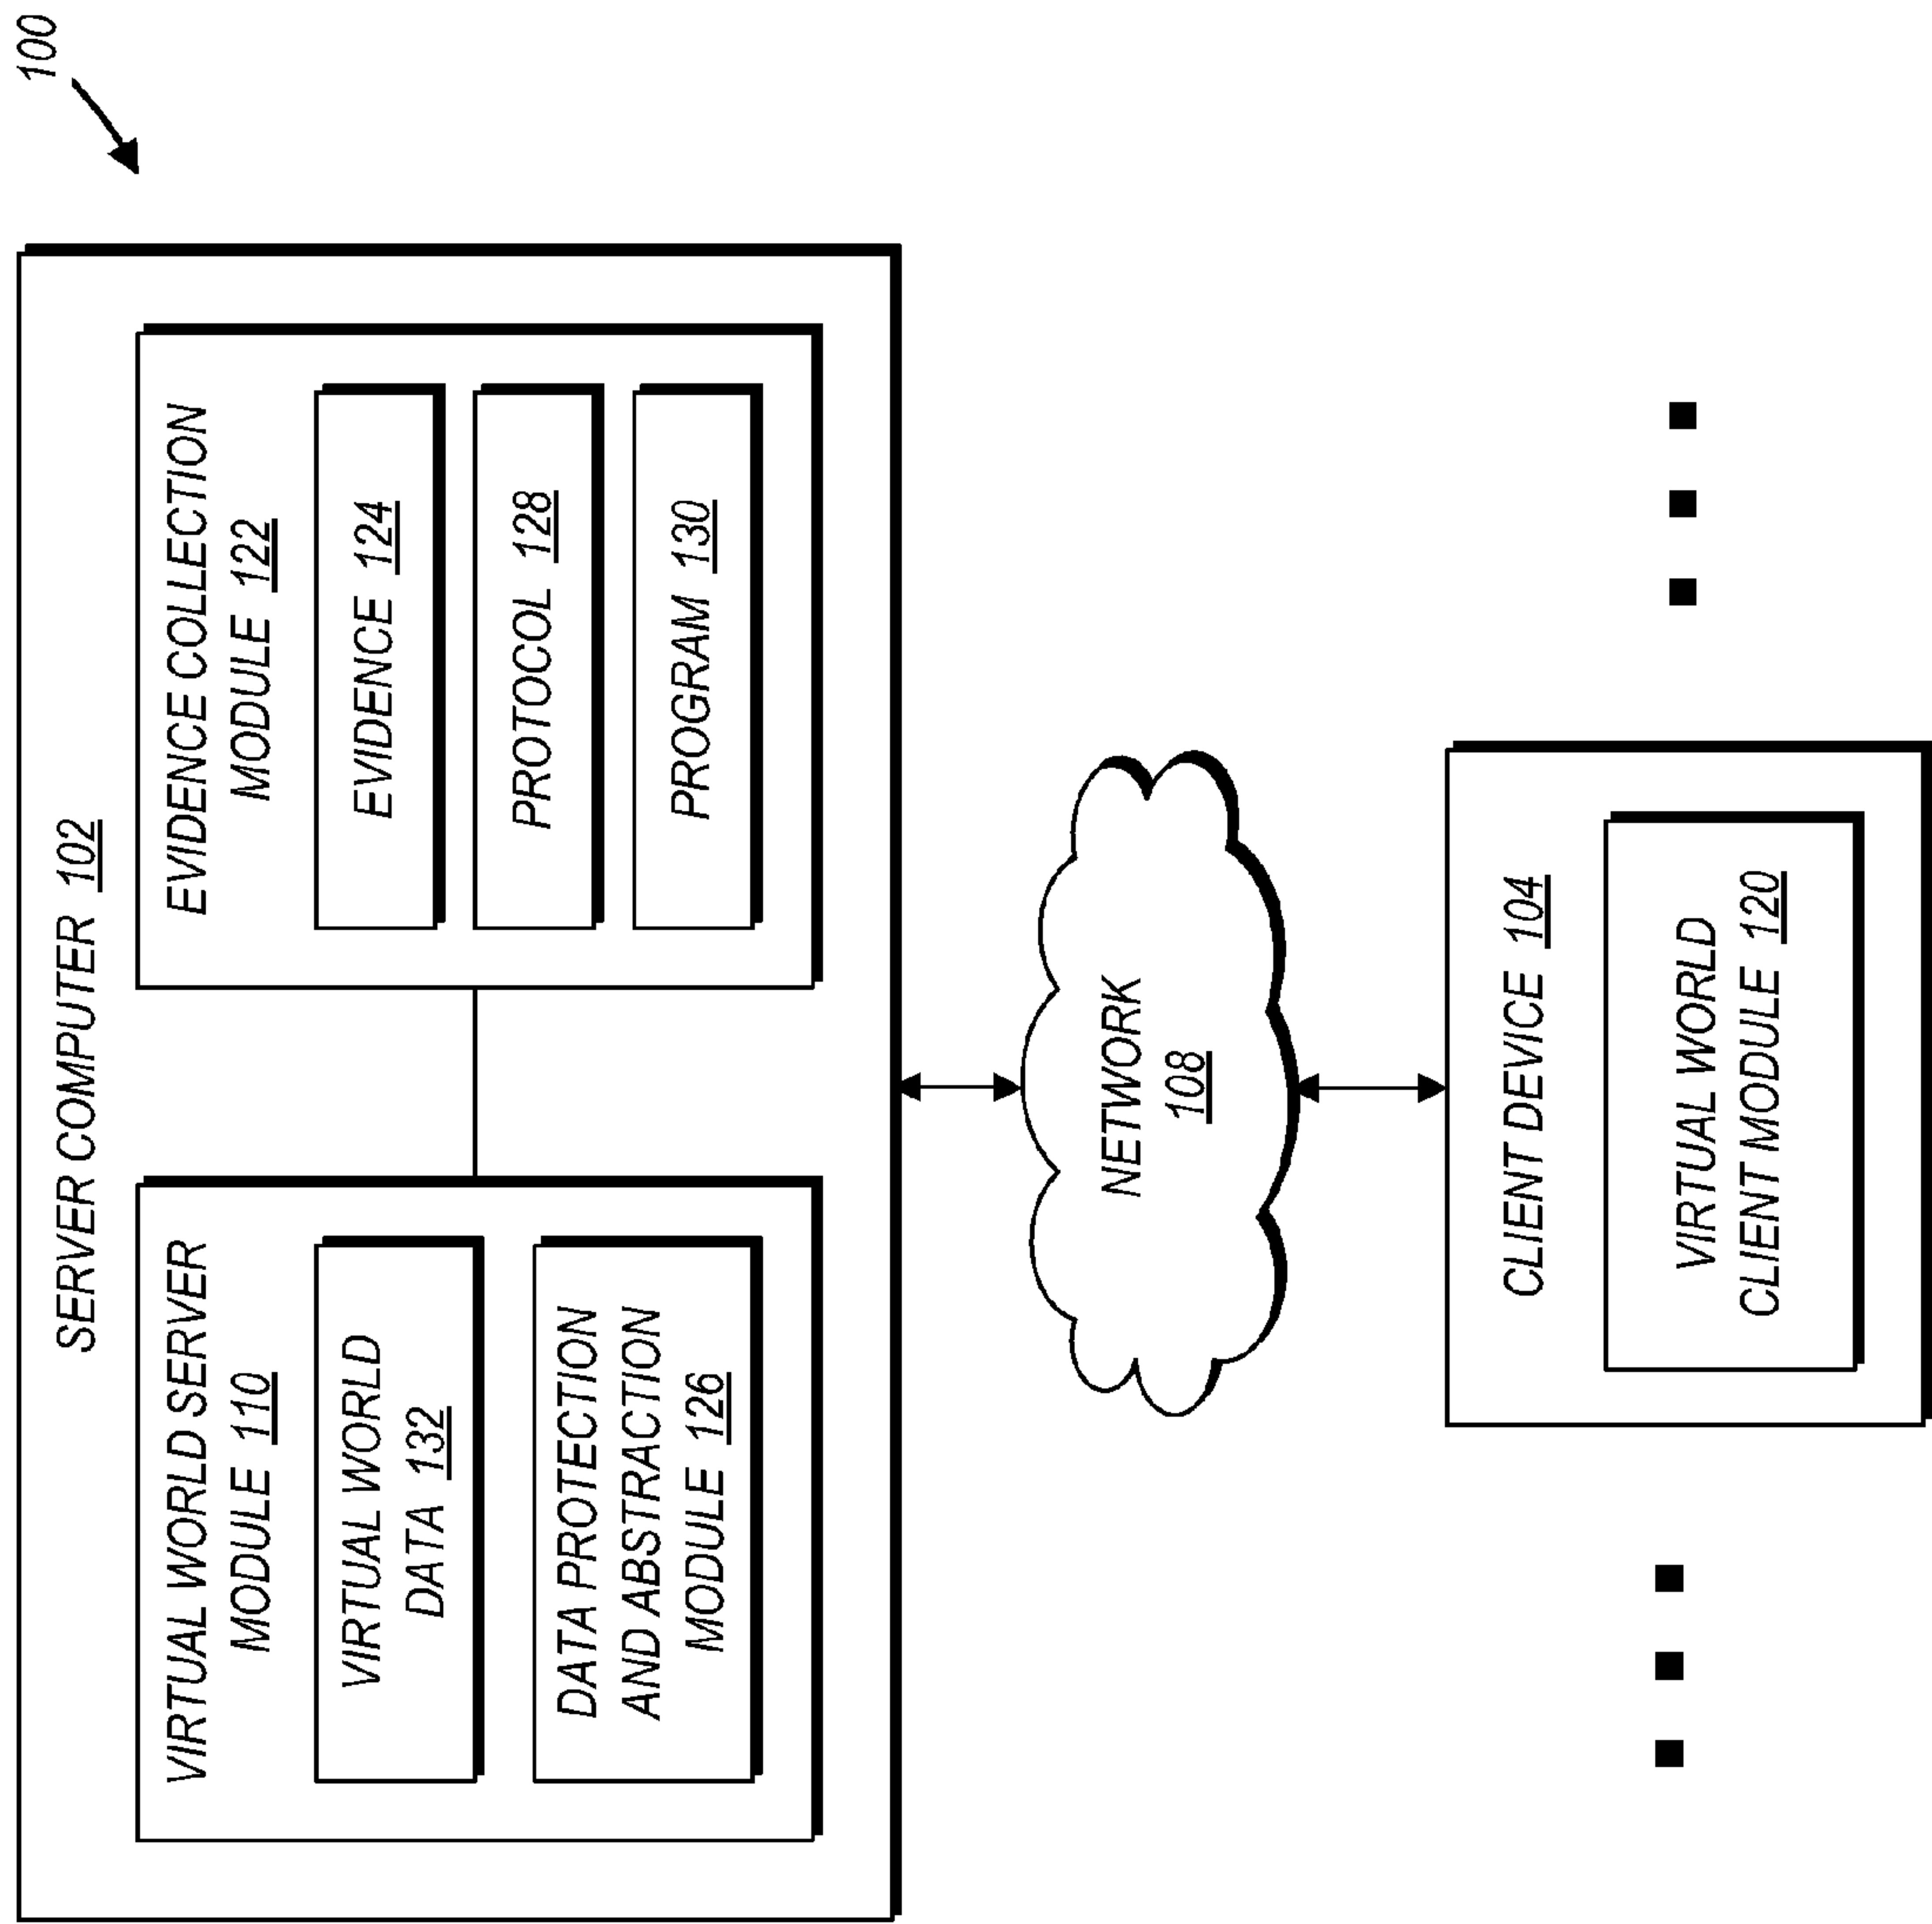 100
SERVER COMPUTER 102
VIRTUAL WORLD SERVER
MODULE 110
VIRTUAL WORLD
DATA 132
DATA PROTECTION
AND ABSTRACTION
MODULE 126
EVIDENCE COLLECTION
MODULE 122
EVIDENCE 124
PROTOCOL 128
PROGRAM 130
NETWORK
108
CLIENT DEVICE 104
VIRTUAL WORLD
CLIENT MODULE 120